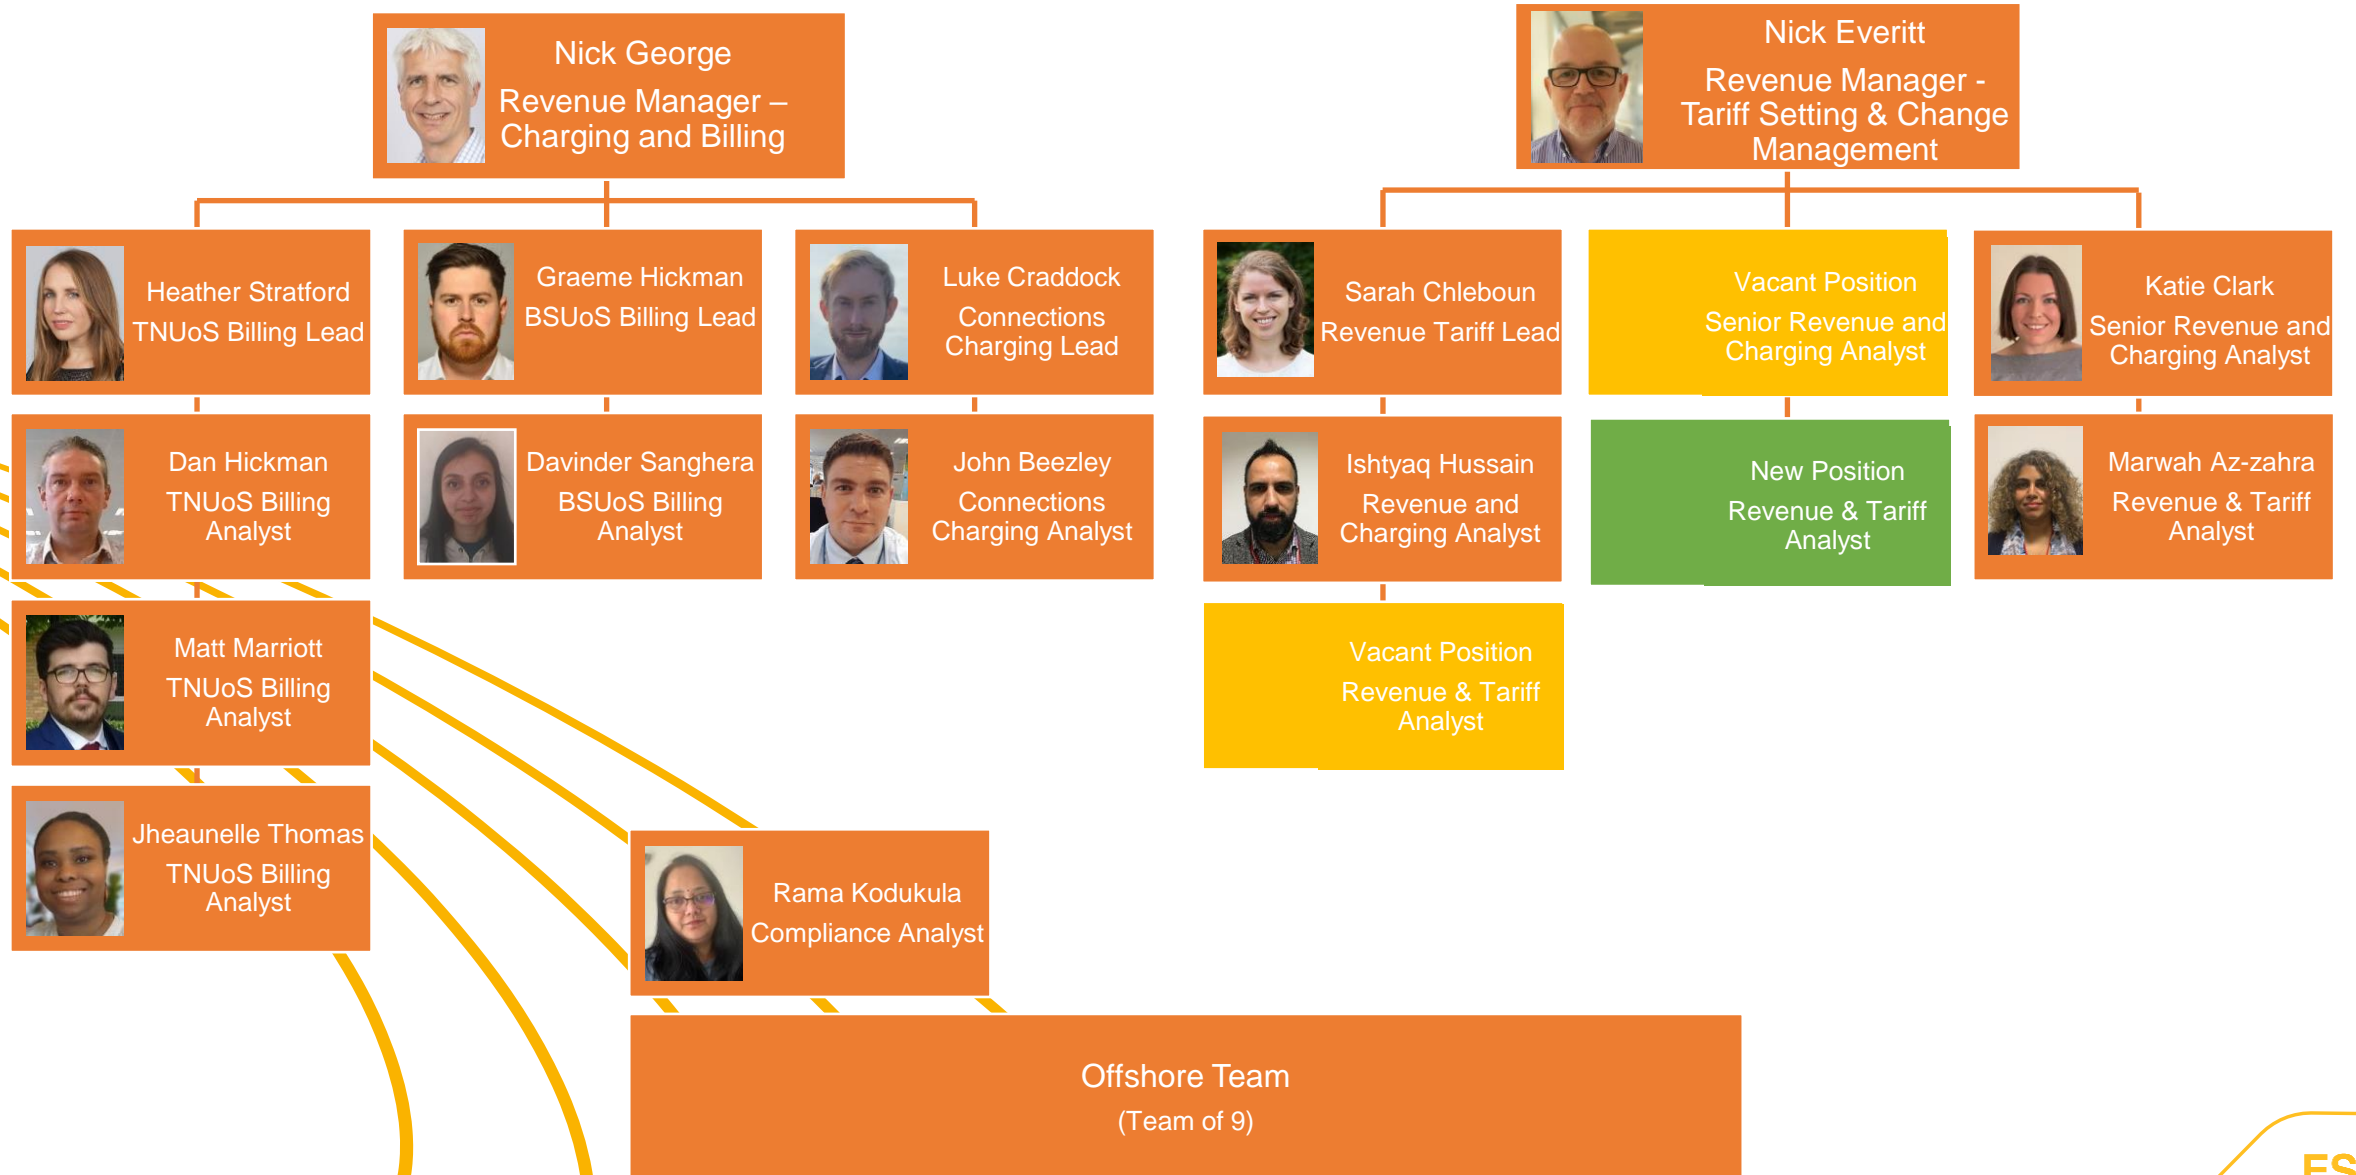 Nick George
Revenue Manager –
Charging and Billing
Nick Everitt
Revenue Manager -
Tariff Setting & Change
Management
Heather Stratford
TNUoS Billing Lead
Graeme Hickman
BSUoS Billing Lead
Luke Craddock
Connections
Charging Lead
Sarah Chleboun
Revenue Tariff Lead
Vacant Position
Senior Revenue and
Charging Analyst
Katie Clark
Senior Revenue and
Charging Analyst
Dan Hickman
TNUoS Billing
Analyst
Davinder Sanghera
BSUoS Billing
Analyst
John Beezley
Connections
Charging Analyst
Ishtyaq Hussain
Revenue and
Charging Analyst
New Position
Revenue & Tariff
Analyst
Marwah Az-zahra
Revenue & Tariff
Analyst
Matt Marriott
TNUoS Billing
Analyst
Vacant Position
Revenue & Tariff
Analyst
Jheaunelle Thomas
TNUoS Billing
Analyst
Rama Kodukula
Compliance Analyst
Offshore Team
(Team of 9)